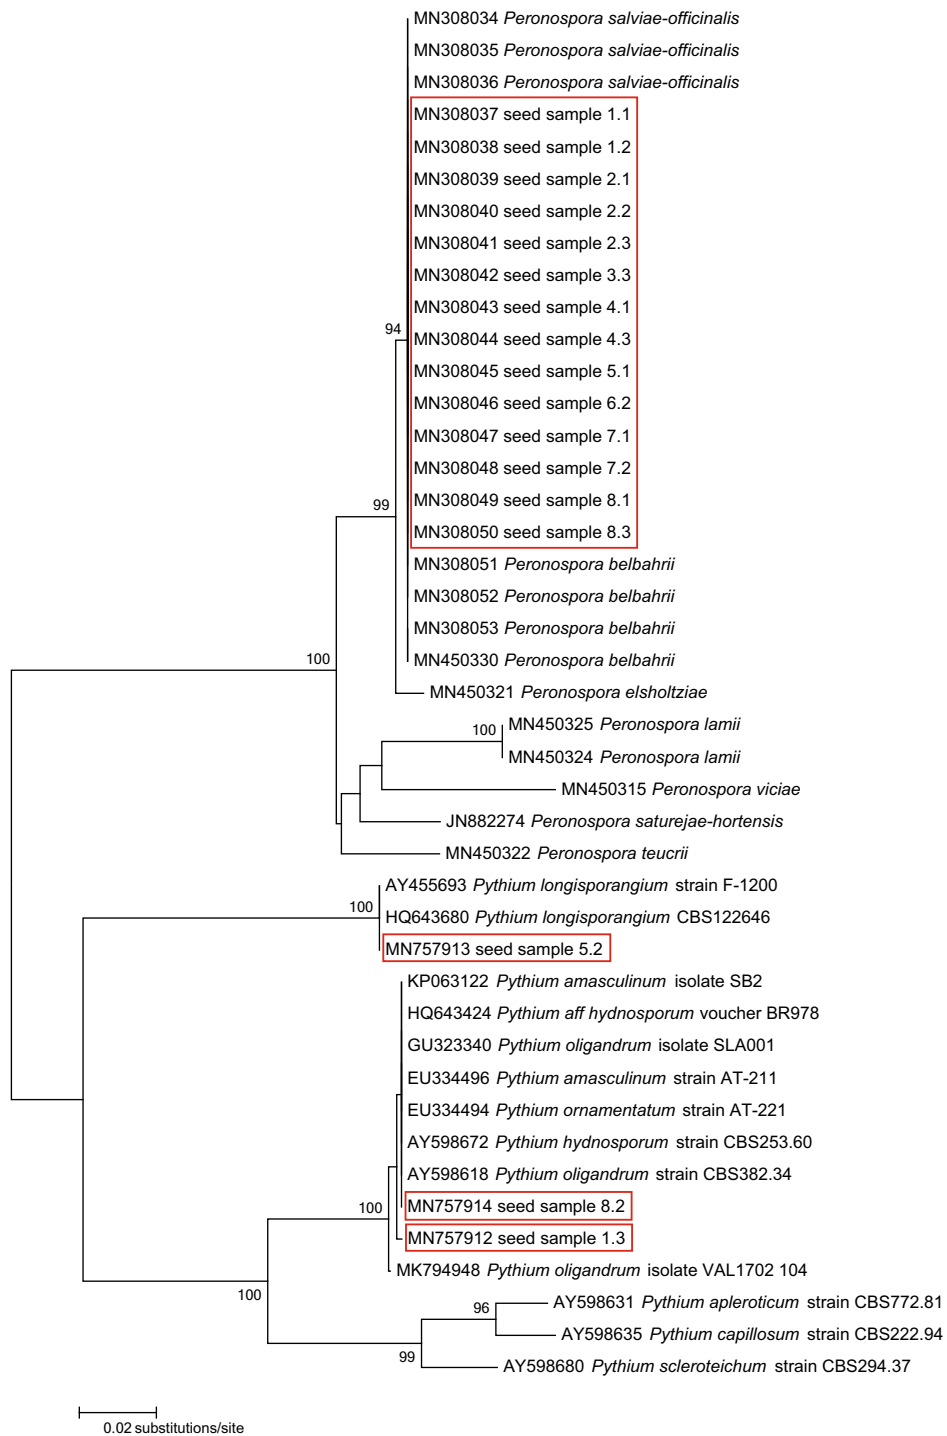 MN308034 Peronospora salviae-officinalis
MN308035 Peronospora salviae-officinalis
MN308036 Peronospora salviae-officinalis
MN308037 seed sample 1.1
MN308038 seed sample 1.2
MN308039 seed sample 2.1
MN308040 seed sample 2.2
MN308041 seed sample 2.3
MN308042 seed sample 3.3
MN308043 seed sample 4.1
94
MN308044 seed sample 4.3
MN308045 seed sample 5.1
MN308046 seed sample 6.2
MN308047 seed sample 7.1
MN308048 seed sample 7.2
99
MN308049 seed sample 8.1
MN308050 seed sample 8.3
MN308051 Peronospora belbahrii
MN308052 Peronospora belbahrii
MN308053 Peronospora belbahrii
100
MN450330 Peronospora belbahrii
MN450321 Peronospora elsholtziae
100
MN450325 Peronospora lamii
MN450324 Peronospora lamii
MN450315 Peronospora viciae
JN882274 Peronospora saturejae-hortensis
MN450322 Peronospora teucrii
AY455693 Pythium longisporangium strain F-1200
100
HQ643680 Pythium longisporangium CBS122646
MN757913 seed sample 5.2
KP063122 Pythium amasculinum isolate SB2
HQ643424 Pythium aff hydnosporum voucher BR978
GU323340 Pythium oligandrum isolate SLA001
EU334496 Pythium amasculinum strain AT-211
EU334494 Pythium ornamentatum strain AT-221
AY598672 Pythium hydnosporum strain CBS253.60
AY598618 Pythium oligandrum strain CBS382.34
100
MN757914 seed sample 8.2
MN757912 seed sample 1.3
MK794948 Pythium oligandrum isolate VAL1702 104
100
AY598631 Pythium apleroticum strain CBS772.81
96
AY598635 Pythium capillosum strain CBS222.94
99
AY598680 Pythium scleroteichum strain CBS294.37
0.02 substitutions/site